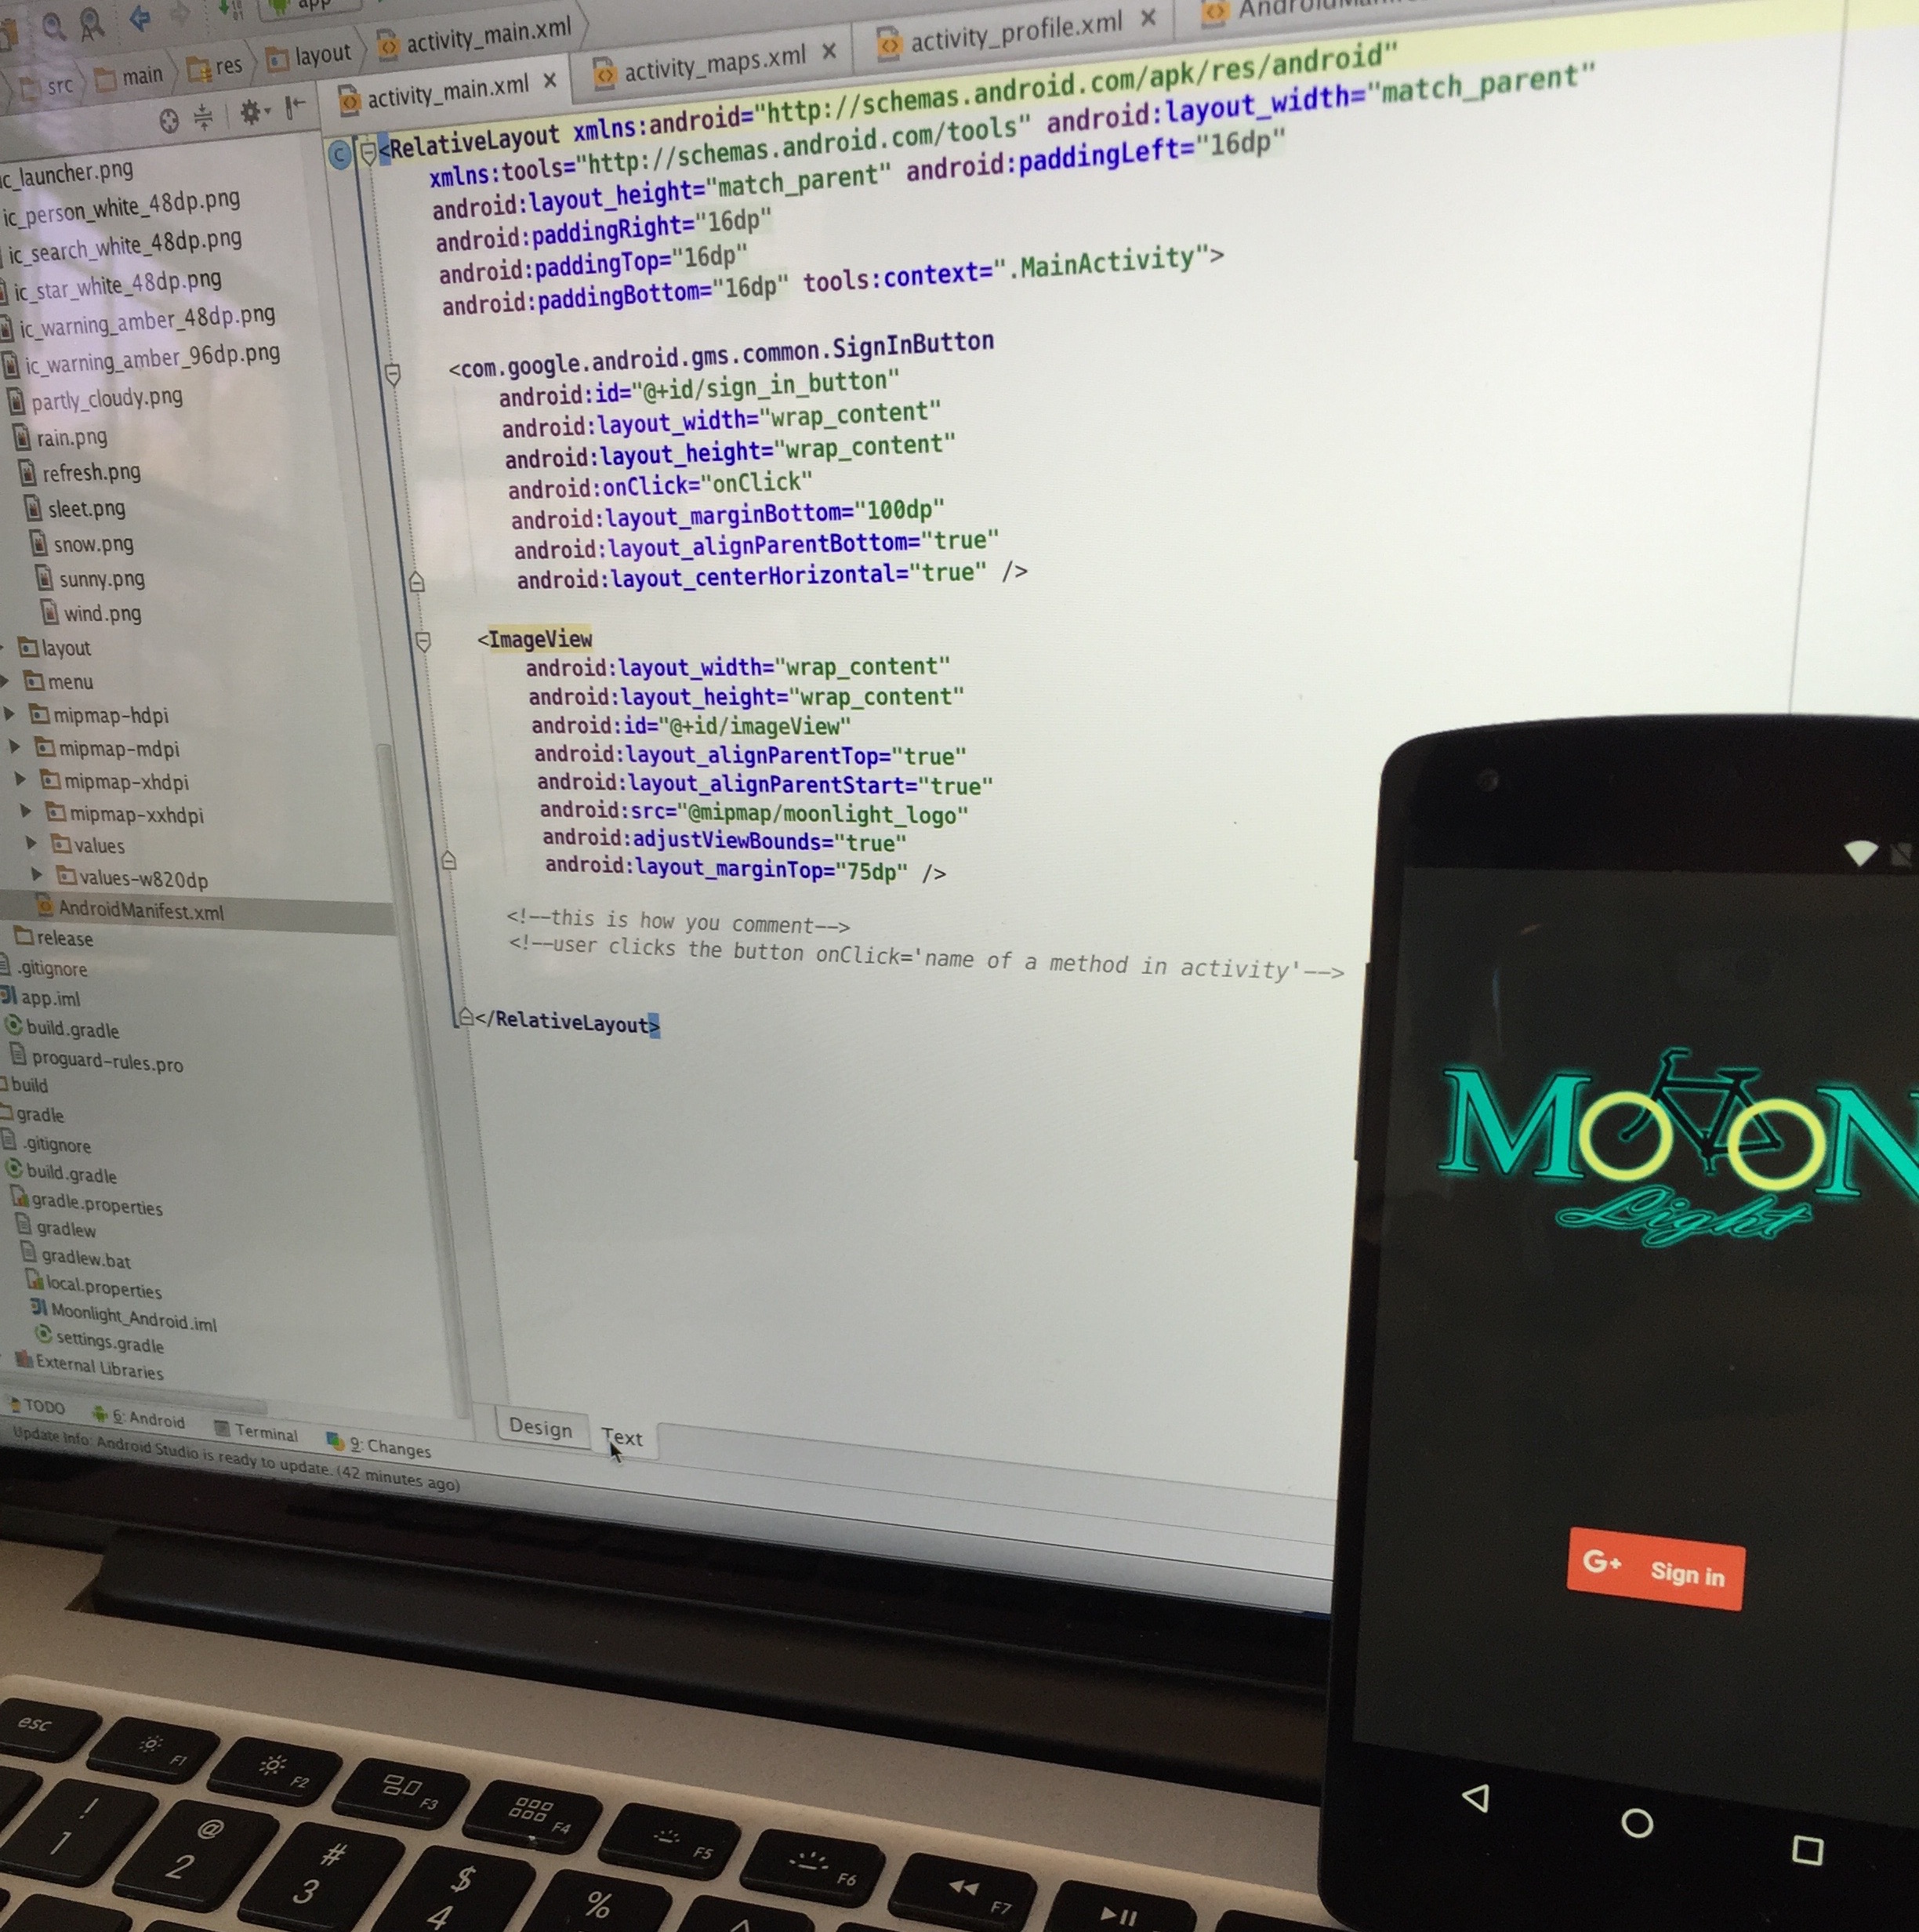 app
src main res layout activity_main.xml
activity_main.xml activity_maps.xml activity_profile.xml
<RelativeLayout xmlns:android="http://schemas.android.com/apk/res/android"
xmlns:tools="http://schemas.android.com/tools" android:layout_width="match_parent"
android:layout_height="match_parent" android:paddingLeft="16dp"
android:paddingRight="16dp"
android:paddingTop="16dp"
android:paddingBottom="16dp" tools:context=".MainActivity">
<com.google.android.gms.common.SignInButton
android:id="@+id/sign_in_button"
android:layout_width="wrap_content"
android:layout_height="wrap_content"
android:onClick="onClick"
android:layout_marginBottom="100dp"
android:layout_alignParentBottom="true"
android:layout_centerHorizontal="true" />
<ImageView
android:layout_width="wrap_content"
android:layout_height="wrap_content"
android:id="@+id/imageView"
android:layout_alignParentTop="true"
android:layout_alignParentStart="true"
android:src="@mipmap/moonlight_logo"
android:adjustViewBounds="true"
android:layout_marginTop="75dp" />
<!--this is how you comment-->
<!--user clicks the button onClick='name of a method in activity'-->
</RelativeLayout>
ic_launcher.png
ic_person_white_48dp.png
ic_search_white_48dp.png
ic_star_white_48dp.png
ic_warning_amber_48dp.png
ic_warning_amber_96dp.png
partly_cloudy.png
rain.png
refresh.png
sleet.png
snow.png
sunny.png
wind.png
layout
menu
mipmap-hdpi
mipmap-mdpi
mipmap-xhdpi
mipmap-xxhdpi
values
values-w820dp
AndroidManifest.xml
release
.gitignore
app.iml
build.gradle
proguard-rules.pro
build
gradle
.gitignore
build.gradle
gradle.properties
gradlew
gradlew.bat
local.properties
Moonlight_Android.iml
settings.gradle
External Libraries
Design Text
TODO 6: Android Terminal 9: Changes
Update Info: Android Studio is ready to update. (42 minutes ago)
MOON
Light
G+ Sign in
esc F1 F2 F3 F4 F5 F6 F7
! @ # $ %
1 2 3 4